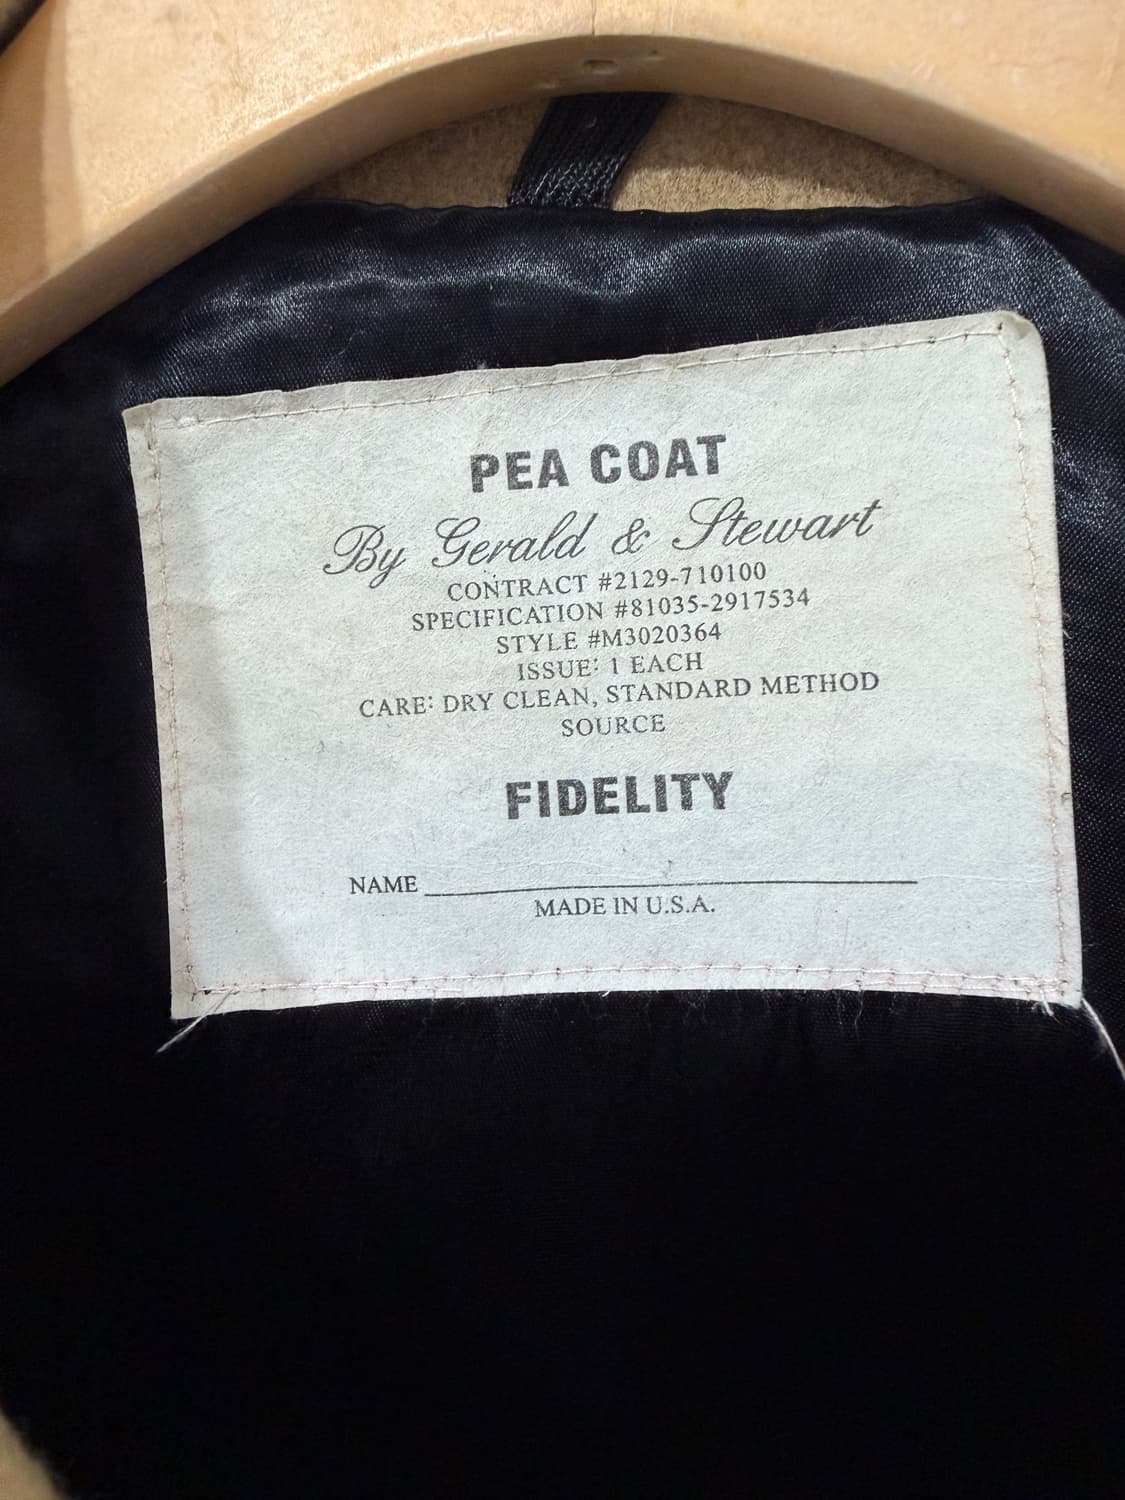 PEA COAT
By Gerald & Stewart
CONTRACT #2129-710100
SPECIFICATION #81035-2917534
STYLE #M3020364
ISSUE: 1 EACH
CARE: DRY CLEAN, STANDARD METHOD
SOURCE
FIDELITY
NAME
MADE IN U.S.A.